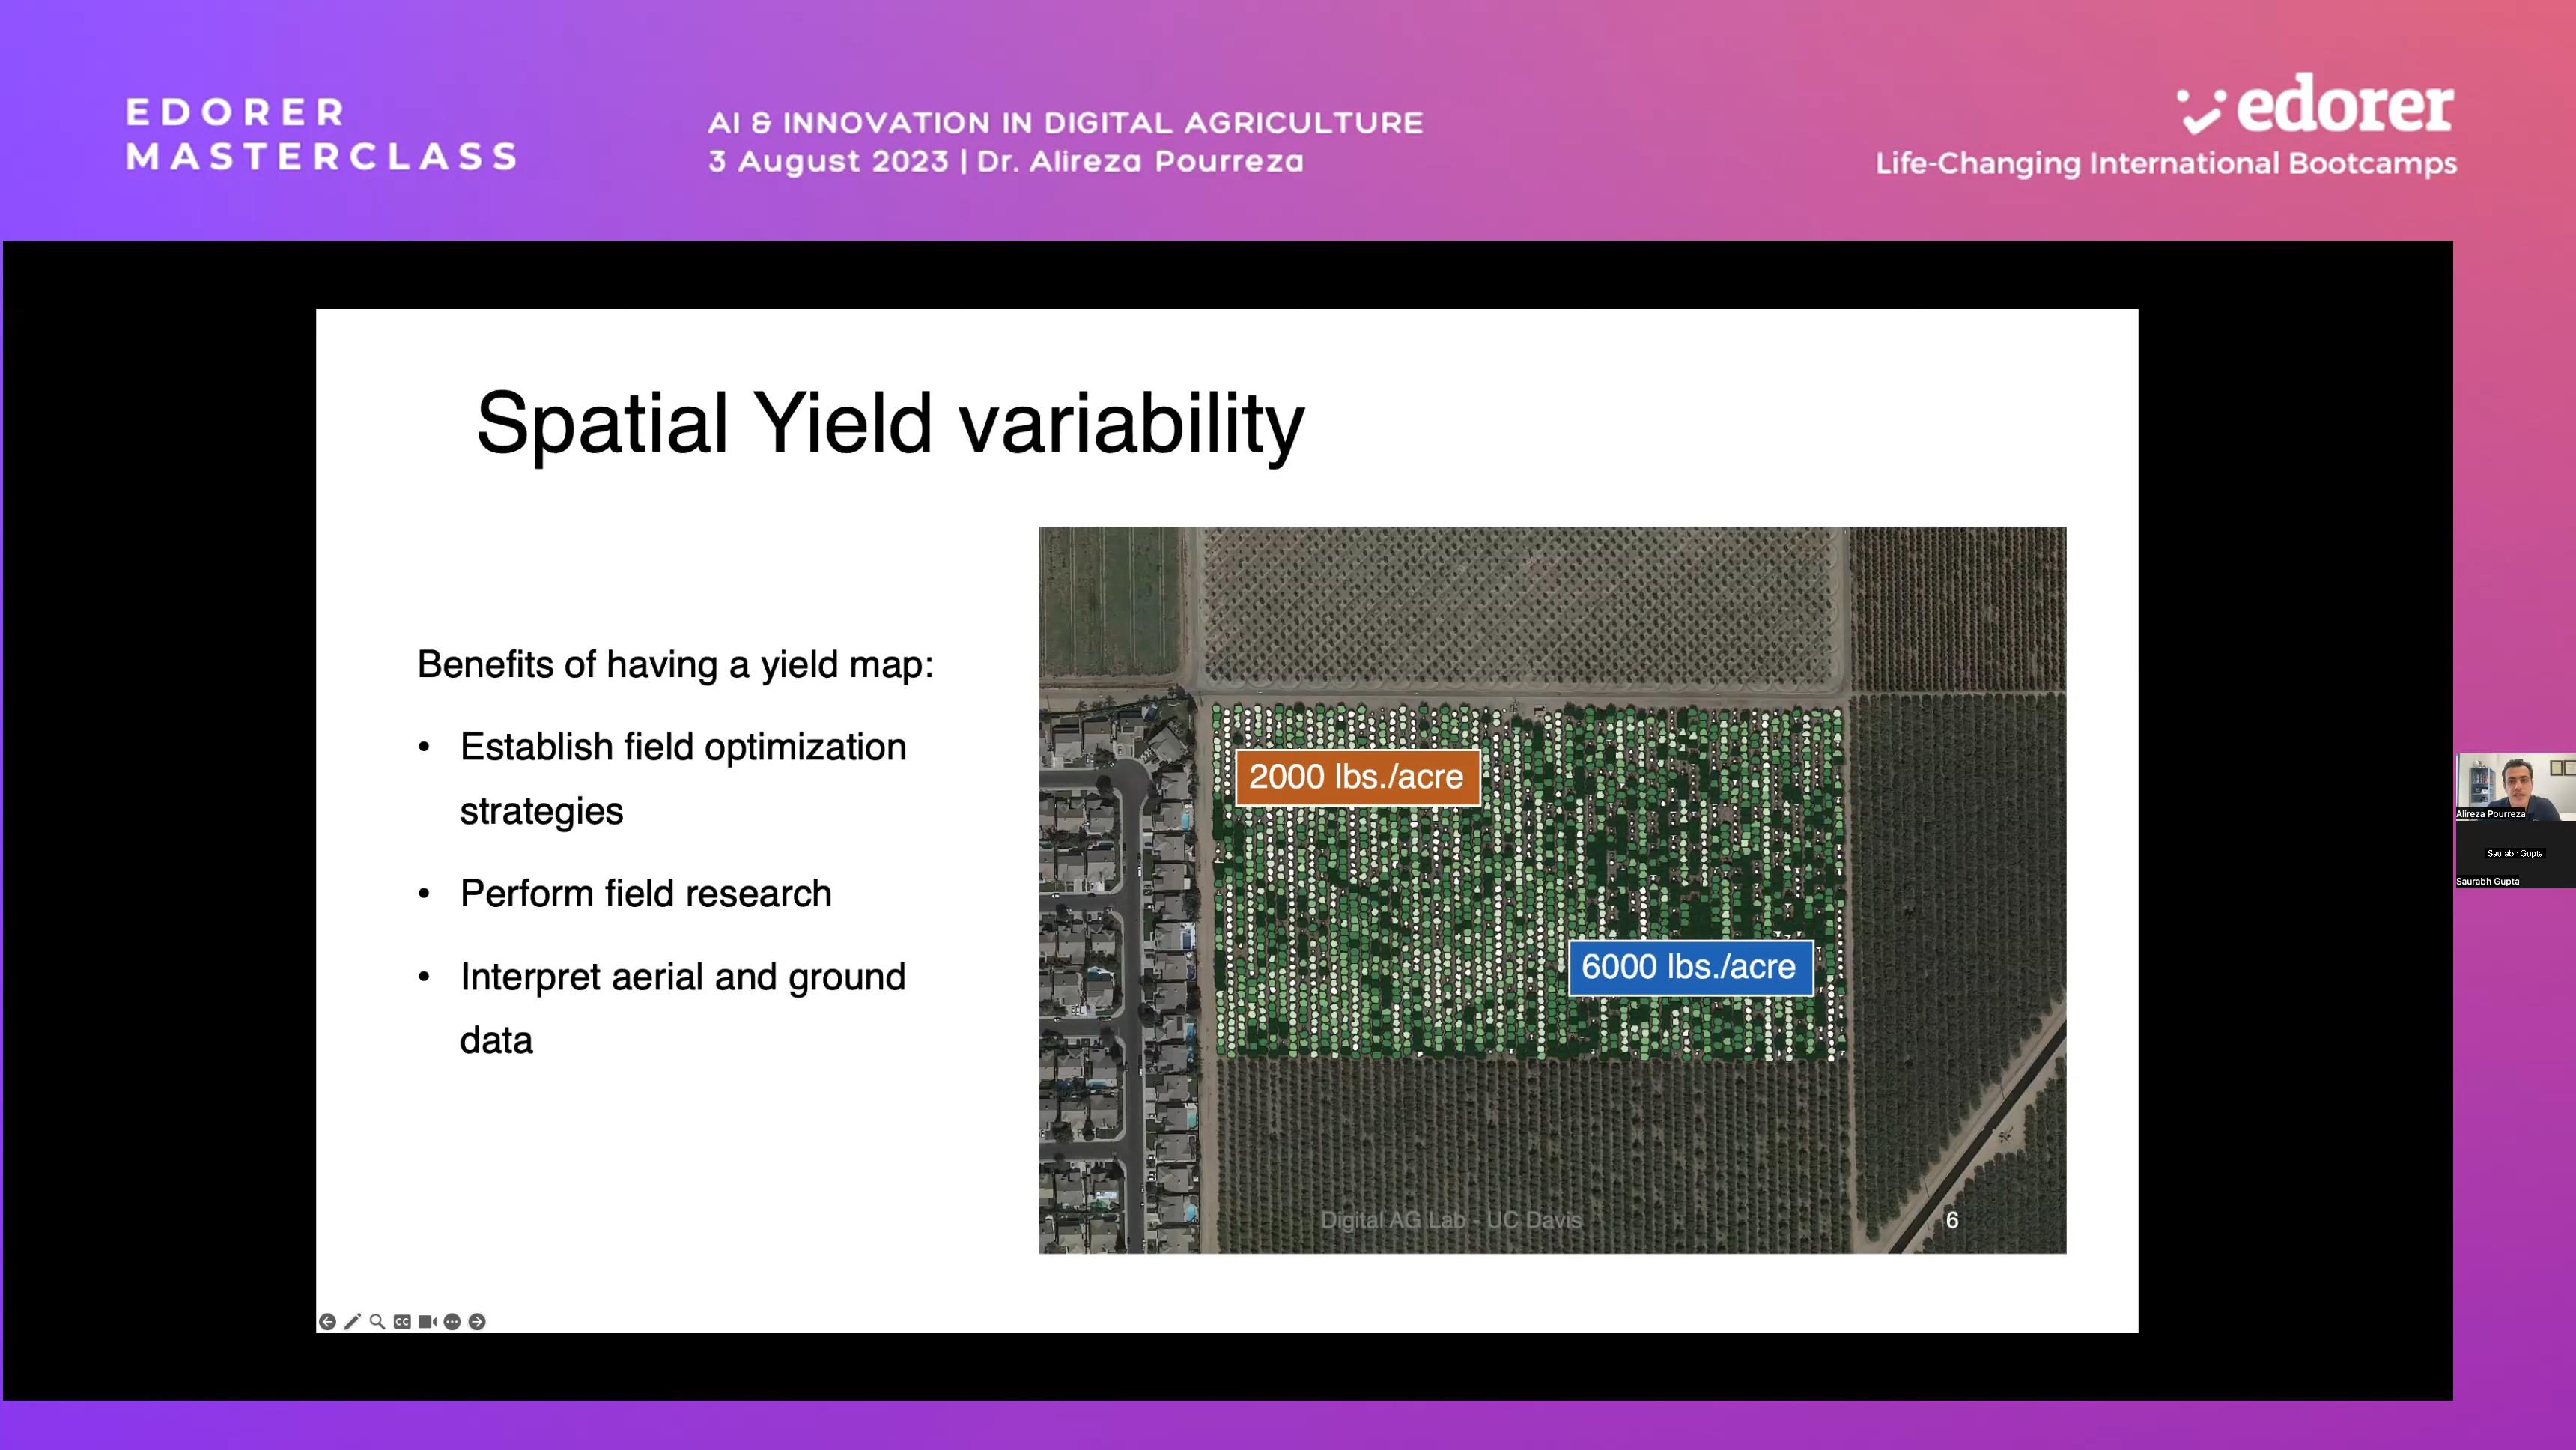 EDORER
MASTERCLASS
AI & INNOVATION IN DIGITAL AGRICULTURE
3 August 2023 | Dr. Alireza Pourreza
edorer
Life-Changing International Bootcamps
Spatial Yield variability
Benefits of having a yield map:
• Establish field optimization
strategies
• Perform field research
• Interpret aerial and ground
data
2000 lbs./acre
6000 lbs./acre
Digital AG Lab - UC Davis
6
CC
Alireza Pourreza
Saurabh Gupta
Saurabh Gupta